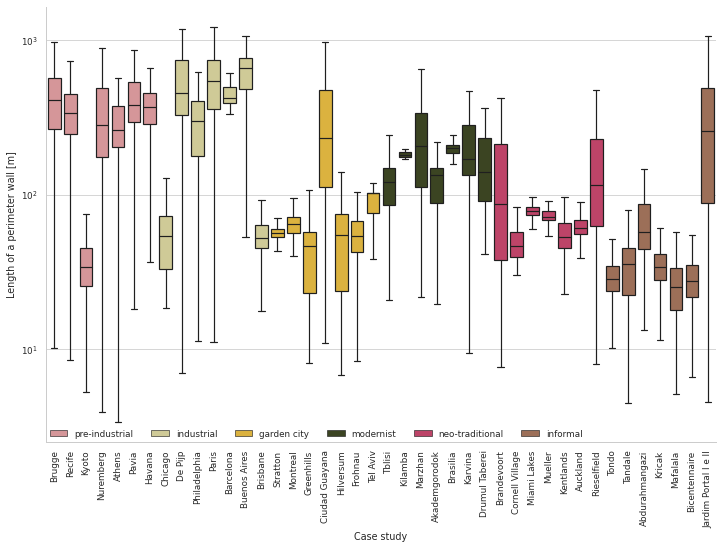 10³
10²
10¹
Length of a perimeter wall [m]
pre-industrial industrial garden city modernist neo-traditional informal
Brugge
Recife
Kyoto
Nuremberg
Athens
Pavia
Havana
Chicago
De Pijp
Philadelphia
Paris
Barcelona
Buenos Aires
Brisbane
Stratton
Montreal
Greenhills
Ciudad Guayana
Hilversum
Frohnau
Tel Aviv
Tblisi
Kilamba
Marzhan
Akademgorodok
Brasilia
Karvina
Drumul Taberei
Brandevoort
Cornell Village
Miami Lakes
Mueller
Kentlands
Auckland
Rieselfield
Tondo
Tandale
Abdurahmangazi
Kricak
Mafalala
Bicentennaire
Jardim Portal I e II
Case study